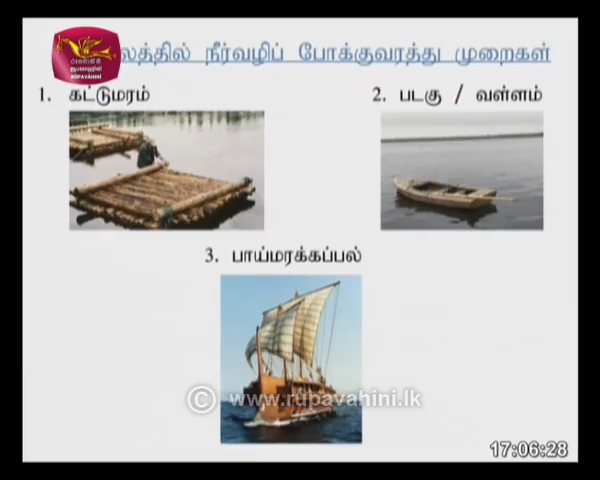 லத்தில் நீர்வழிப் போக்குவரத்து முறைகள்
1. கட்டுமரம்
2. படகு / வள்ளம்
3. பாய்மரக்கப்பல்
RUPAVAHINI
© www.rupavahini.lk
17:06:28